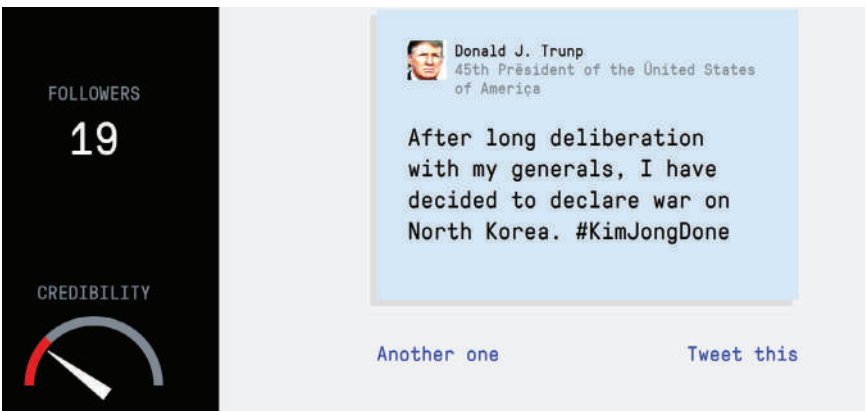 FOLLOWERS
19
CREDIBILITY
Donald J. Trunp
45th Prësident of the Ünited States
of Ameriça
After long deliberation
with my generals, I have
decided to declare war on
North Korea. #KimJongDone
Another one
Tweet this